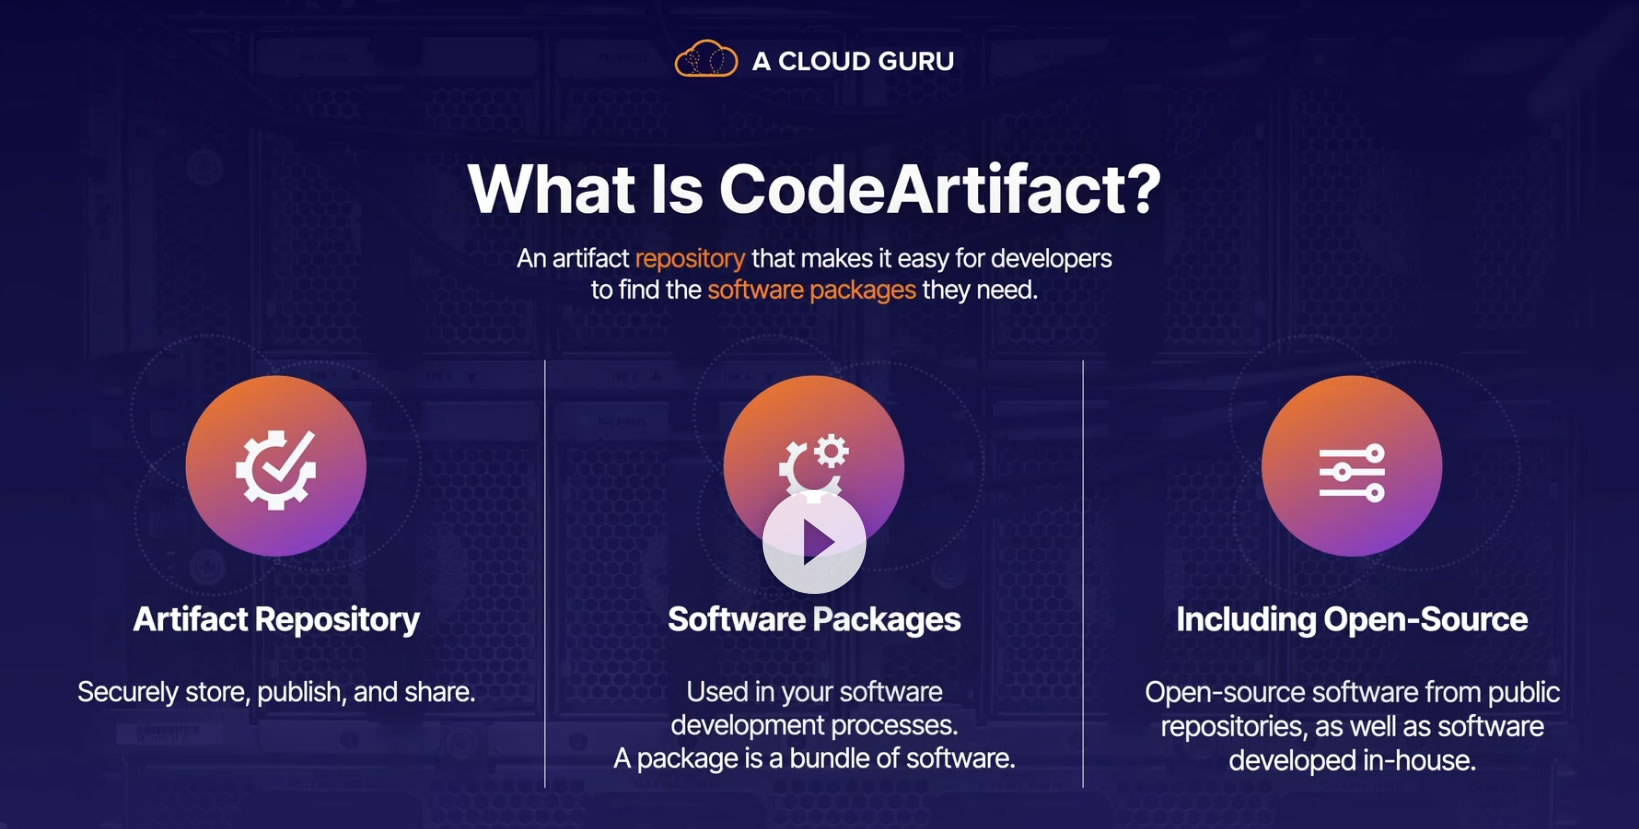 A CLOUD GURU
What Is CodeArtifact?
An artifact repository that makes it easy for developers
to find the software packages they need.
Artifact Repository
Securely store, publish, and share.
Software Packages
Used in your software
development processes.
A package is a bundle of software.
Including Open-Source
Open-source software from public
repositories, as well as software
developed in-house.